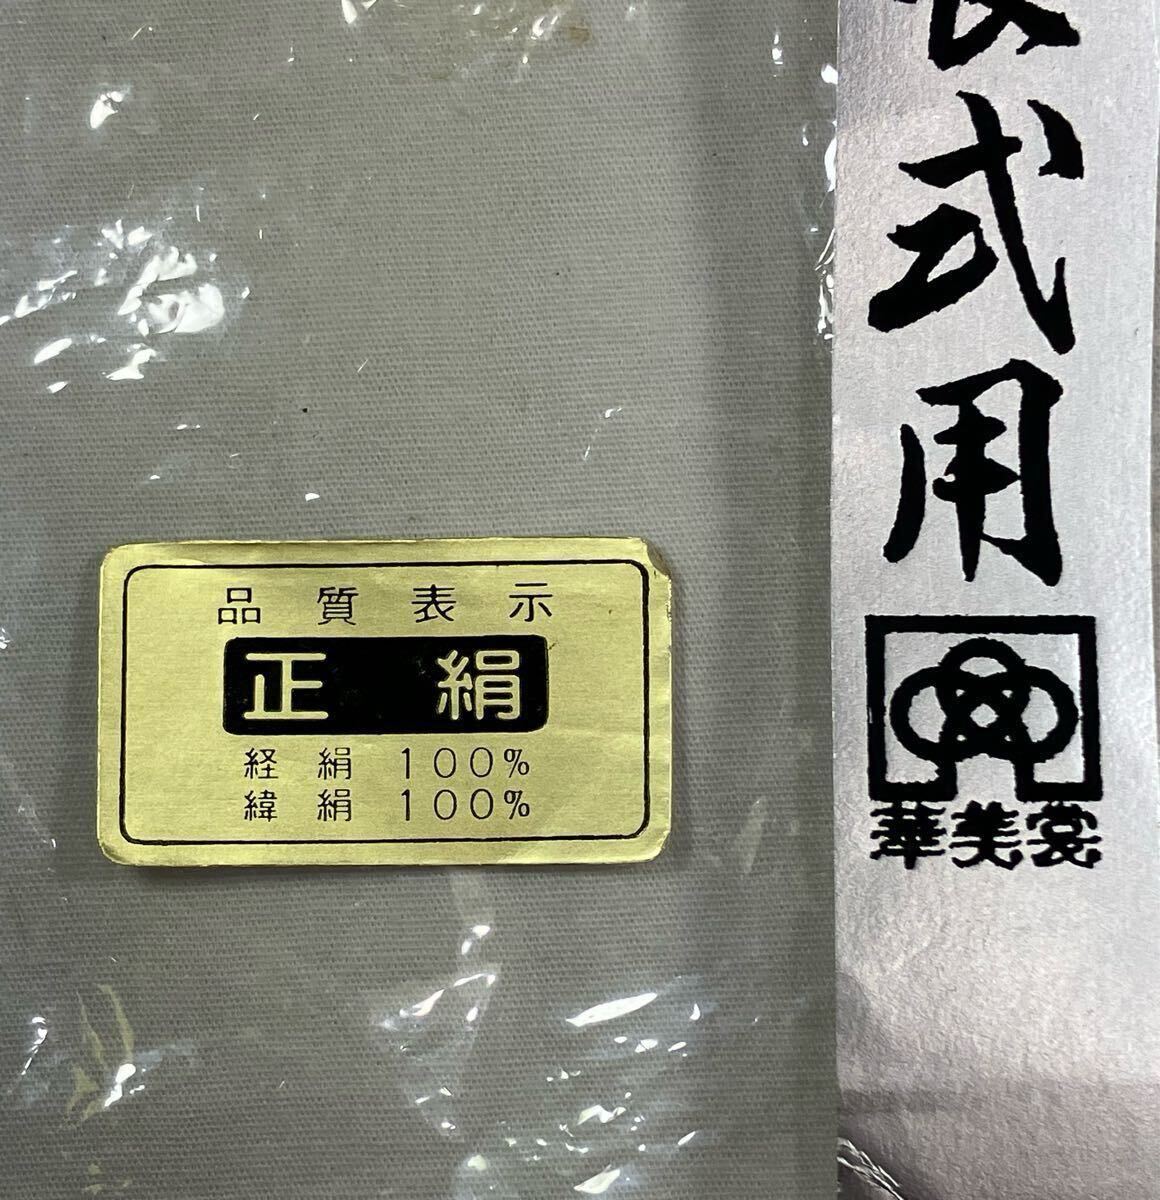 式用
華美裳
品質表示
正絹
経絹 100%
緯絹 100%